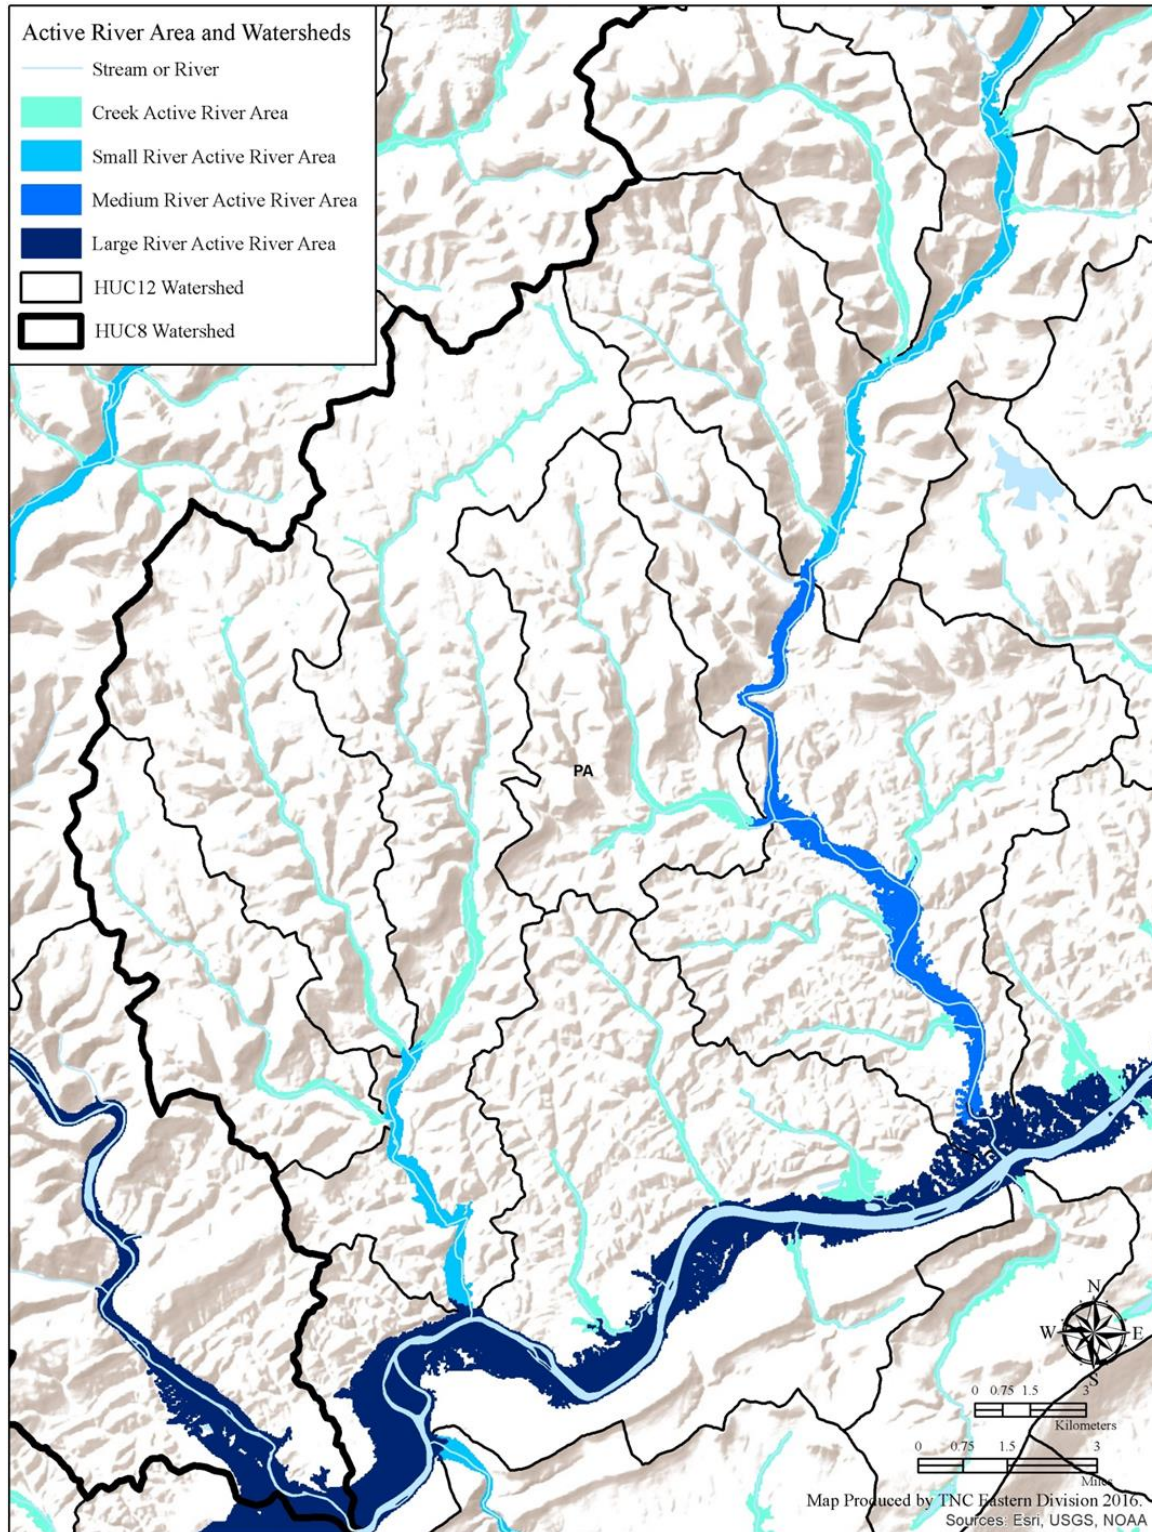 Active River Area and Watersheds
Stream or River
Creek Active River Area
Small River Active River Area
Medium River Active River Area
Large River Active River Area
HUC12 Watershed
HUC8 Watershed
PA
N
W E
S
0 0.75 1.5 3
Kilometers
0 0.75 1.5 3
Miles
Map Produced by TNC Eastern Division 2016.
Sources: Esri, USGS, NOAA